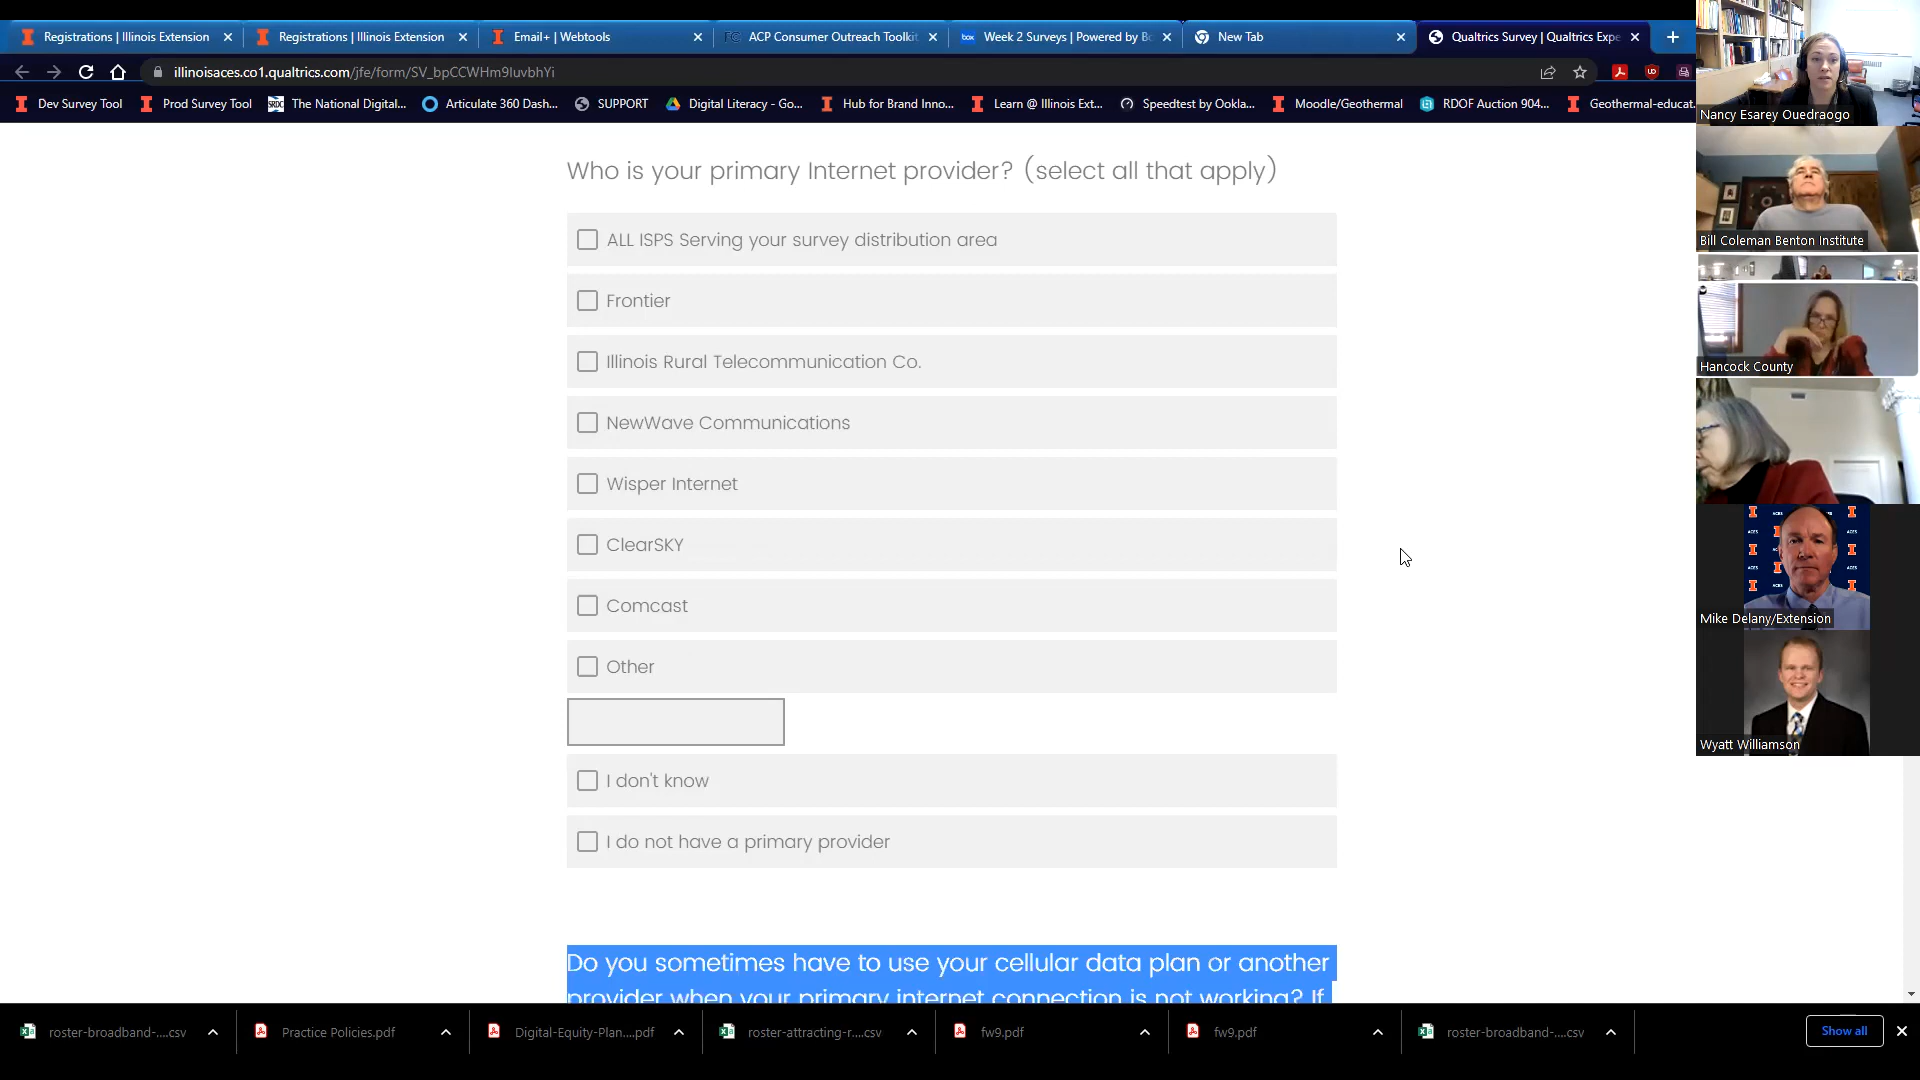 Registrations | Illinois Extension
Registrations | Illinois Extension
Email+ | Webtools
ACP Consumer Outreach Toolkit
Week 2 Surveys | Powered by Bo
New Tab
Qualtrics Survey | Qualtrics Expe
illinoisaces.co1.qualtrics.com/jfe/form/SV_bpCCWHm9IuvbhYi
Dev Survey Tool
Prod Survey Tool
The National Digital...
Articulate 360 Dash...
SUPPORT
Digital Literacy - Go...
Hub for Brand Inno...
Learn @ Illinois Ext...
Speedtest by Ookla...
Moodle/Geothermal
RDOF Auction 904...
Geothermal-educat
Who is your primary Internet provider? (select all that apply)
ALL ISPS Serving your survey distribution area
Frontier
Illinois Rural Telecommunication Co.
NewWave Communications
Wisper Internet
ClearSKY
Comcast
Other
I don't know
I do not have a primary provider
Do you sometimes have to use your cellular data plan or another
provider when your primary internet connection is not working? If
Nancy Esarey Ouedraogo
Bill Coleman Benton Institute
Hancock County
Mike Delany/Extension
Wyatt Williamson
roster-broadband-....csv
Practice Policies.pdf
Digital-Equity-Plan....pdf
roster-attracting-r....csv
fw9.pdf
fw9.pdf
roster-broadband-....csv
Show all